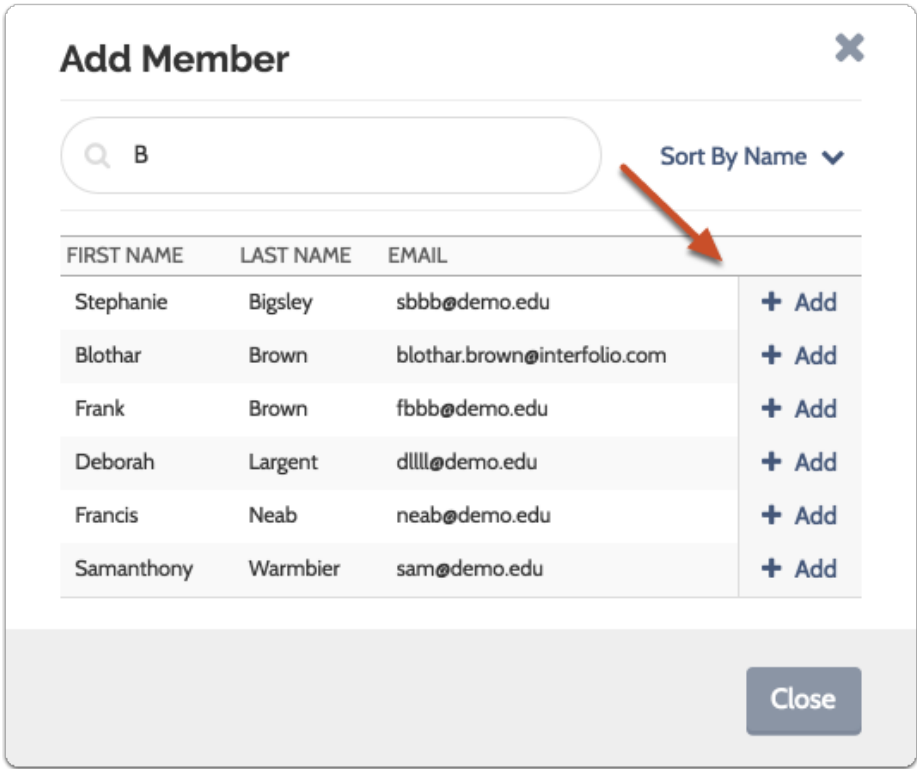 Add Member
B
Sort By Name
FIRST NAME LAST NAME EMAIL
Stephanie Bigsley sbbb@demo.edu + Add
Blothar Brown blothar.brown@interfolio.com + Add
Frank Brown fbbb@demo.edu + Add
Deborah Largent dlllll@demo.edu + Add
Francis Neab neab@demo.edu + Add
Samanthony Warmbier sam@demo.edu + Add
Close